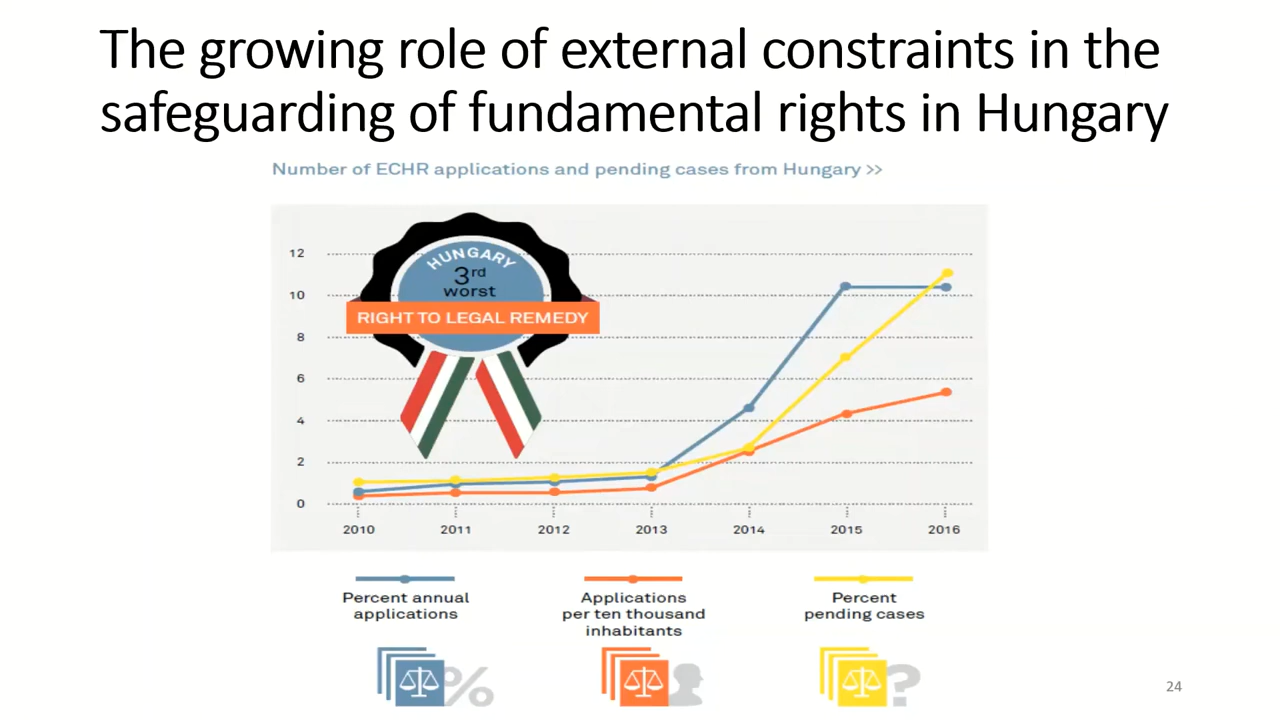 The growing role of external constraints in the
safeguarding of fundamental rights in Hungary
Number of ECHR applications and pending cases from Hungary >>
HUNGARY
3rd
worst
RIGHT TO LEGAL REMEDY
12
10
8
6
4
2
0
2010 2011 2012 2013 2014 2015 2016
Percent annual
applications
Applications
per ten thousand
inhabitants
Percent
pending cases
%
?
24